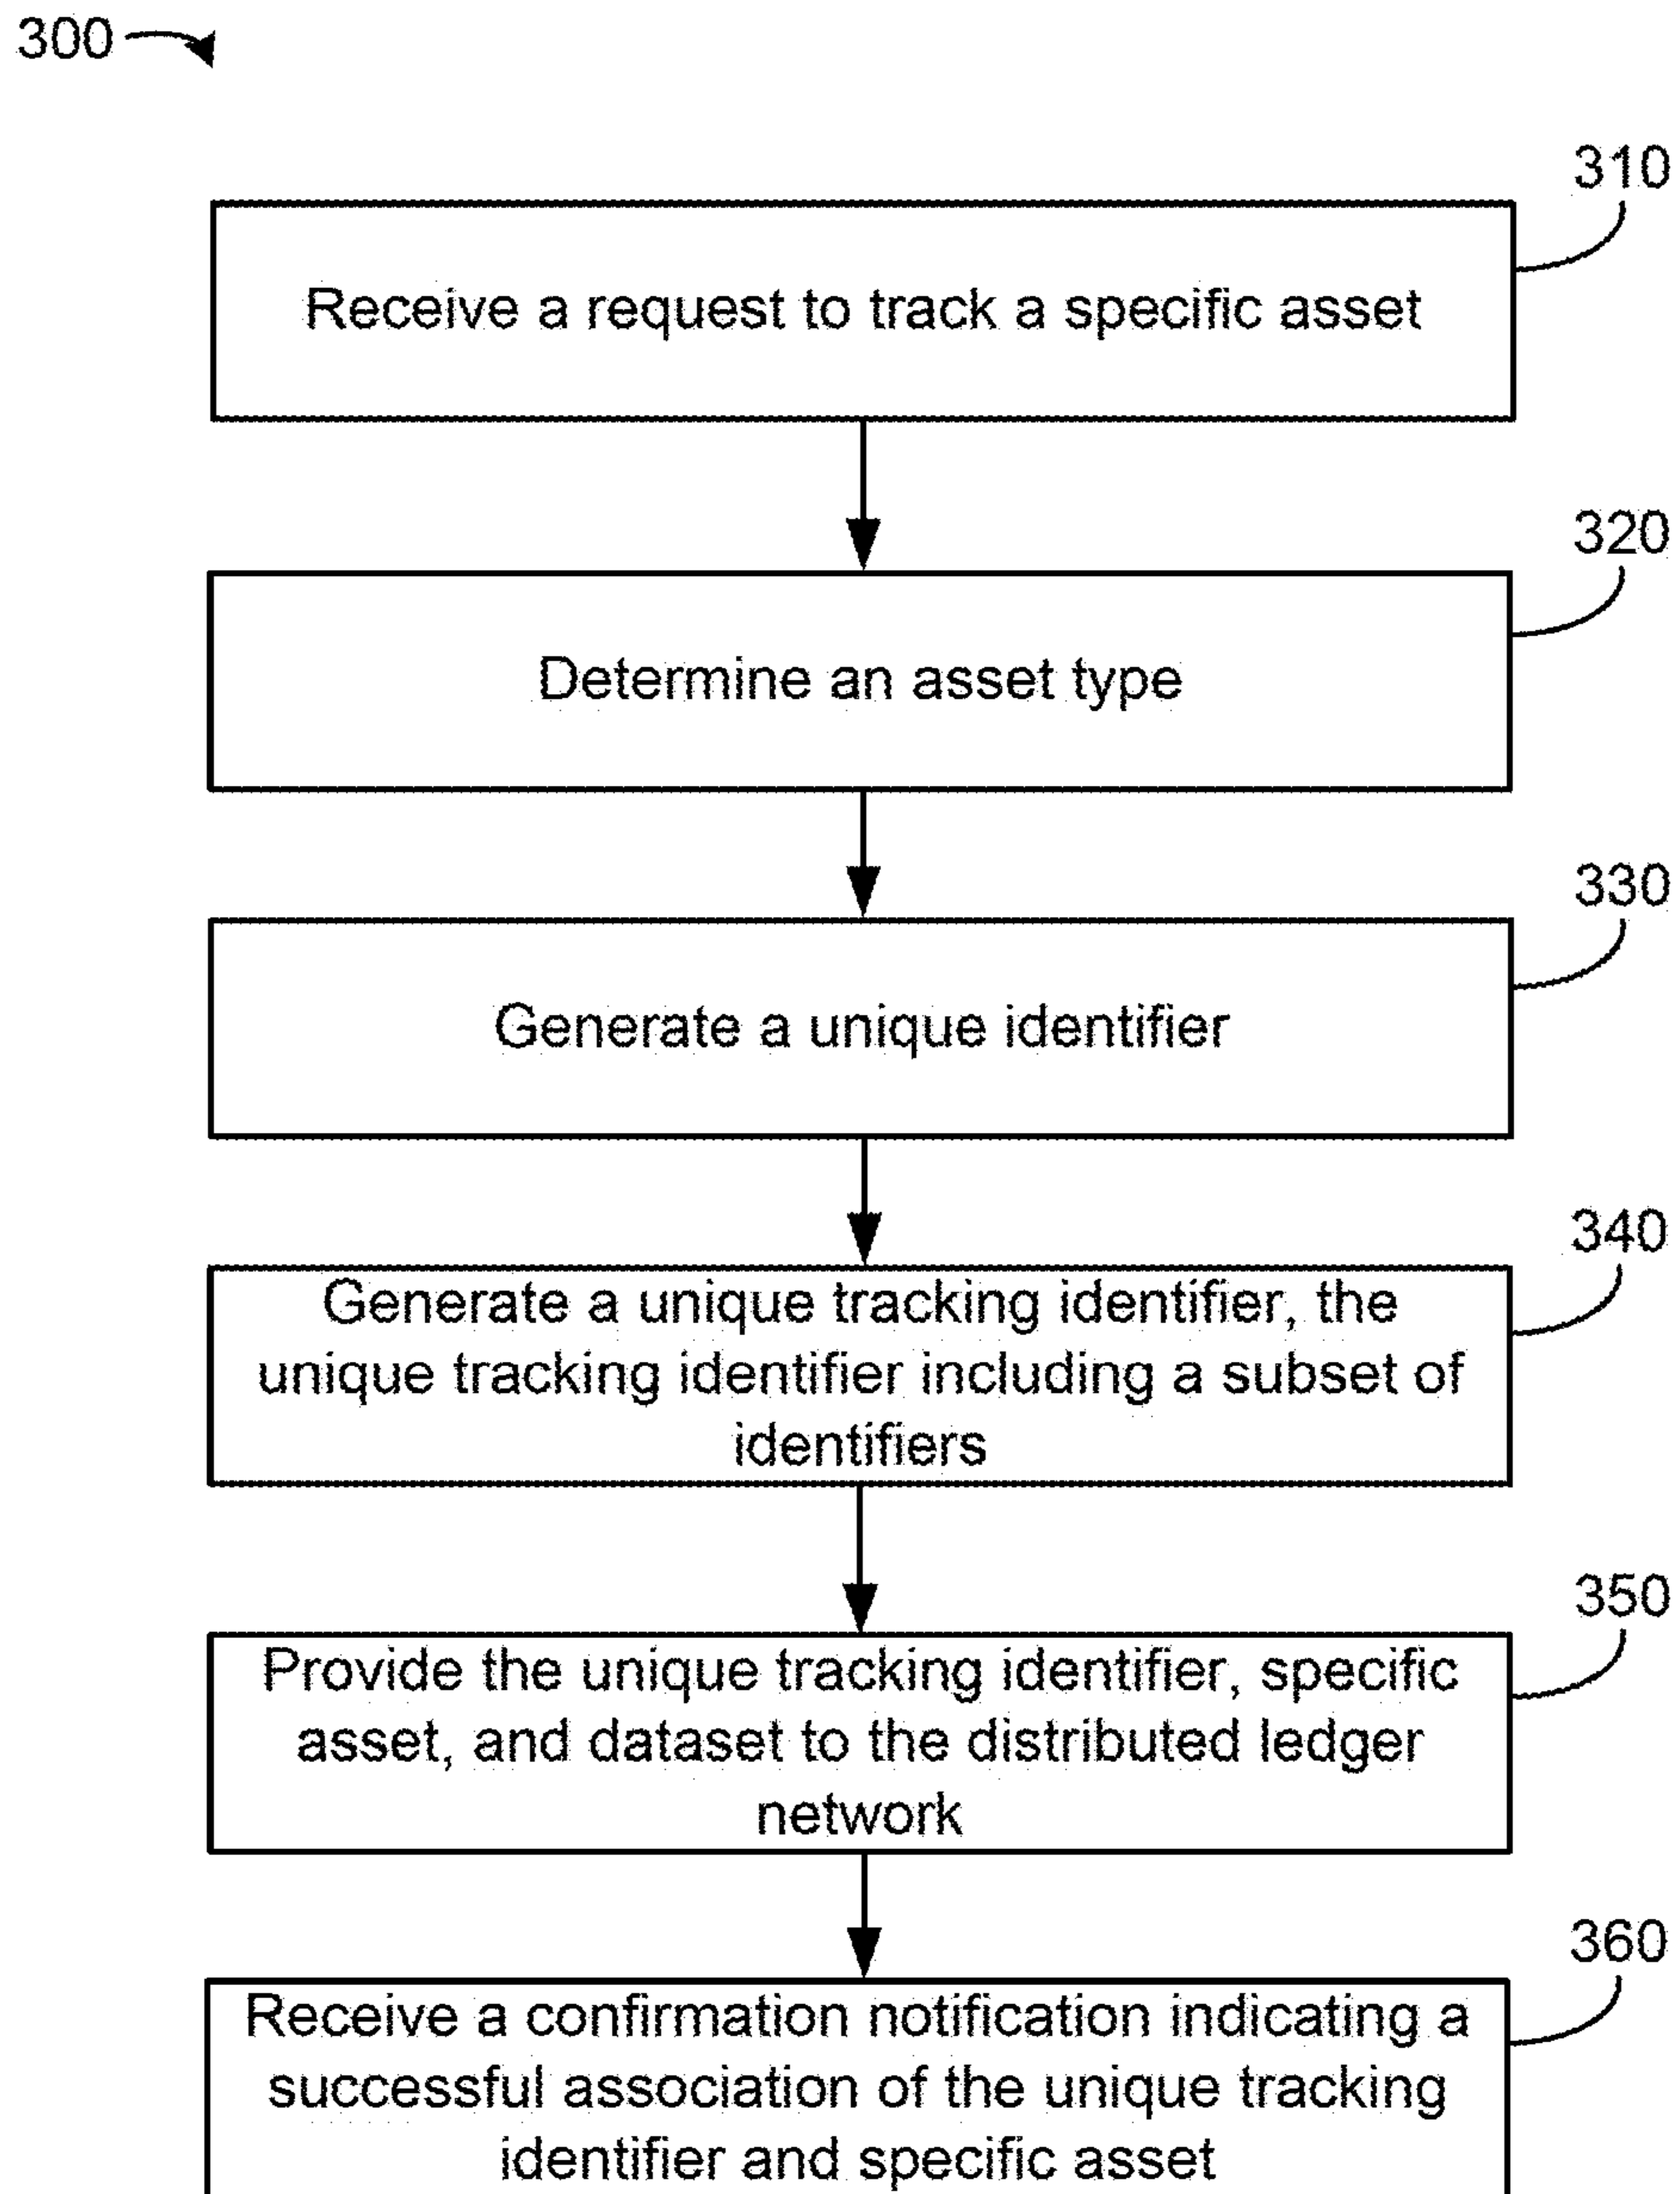 300
310
Receive a request to track a specific asset
320
Determine an asset type
330
Generate a unique identifier
340
Generate a unique tracking identifier, the
unique tracking identifier including a subset of
identifiers
350
Provide the unique tracking identifier, specific
asset, and dataset to the distributed ledger
network
360
Receive a confirmation notification indicating a
successful association of the unique tracking
identifier and specific asset